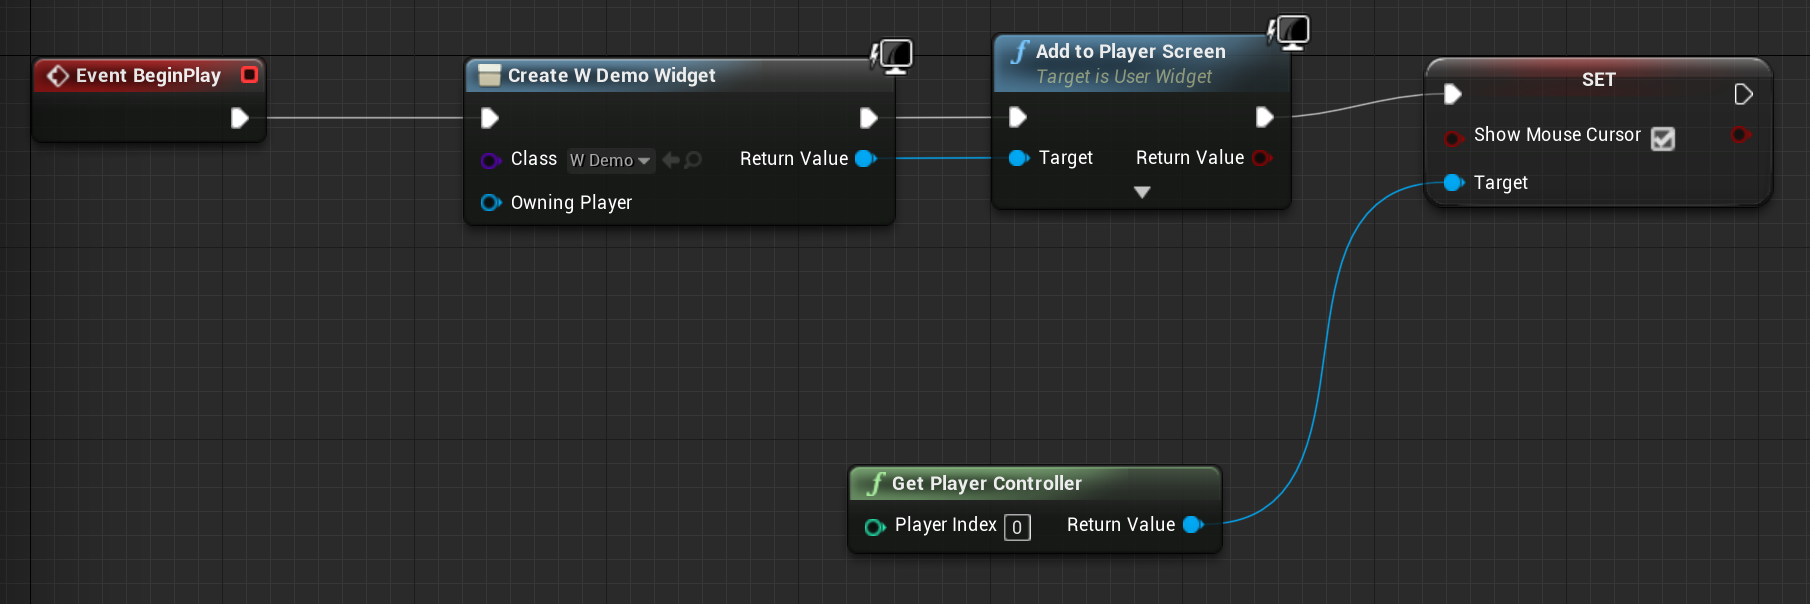 Event BeginPlay
Create W Demo Widget
Class W Demo
Return Value
Owning Player
f Add to Player Screen
Target is User Widget
Target
Return Value
SET
Show Mouse Cursor
Target
f Get Player Controller
Player Index 0
Return Value